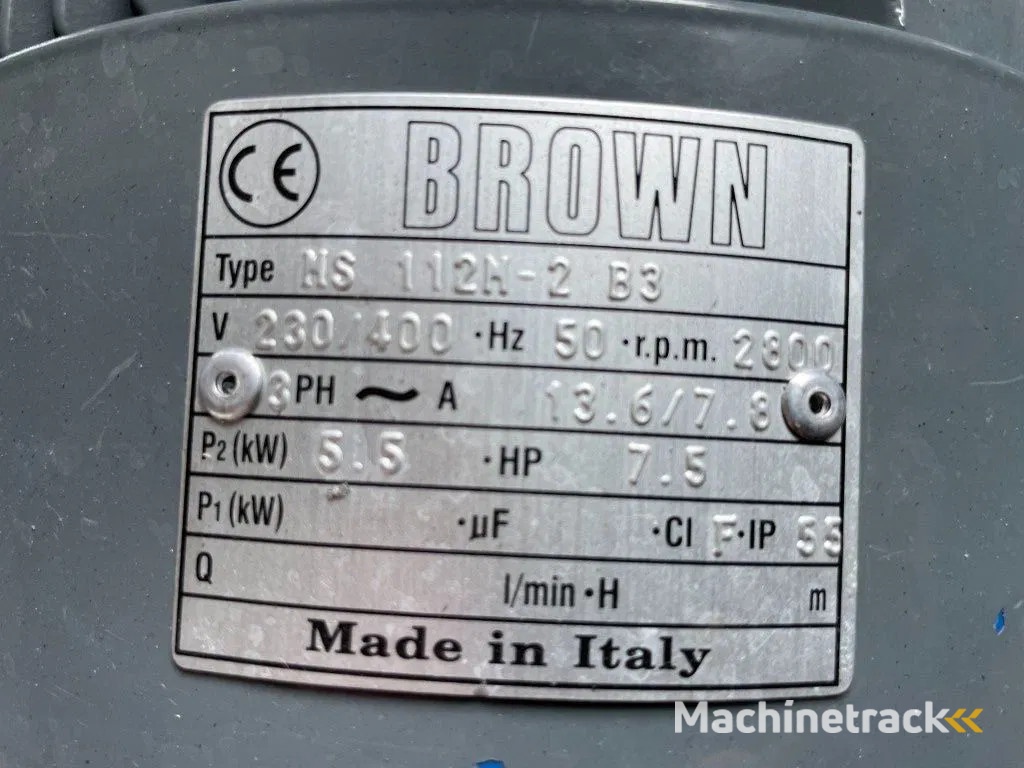 CE BROWN
Type MS 112M-2 B3
V 230/400 ·Hz 50 ·r.p.m. 2800
3PH ~ A 13.6/7.8
P2 (kW) 5.5 ·HP 7.5
P1 (kW) ·µF ·Cl F ·IP 55
Q l/min ·H m
Made in Italy
Machinetrack